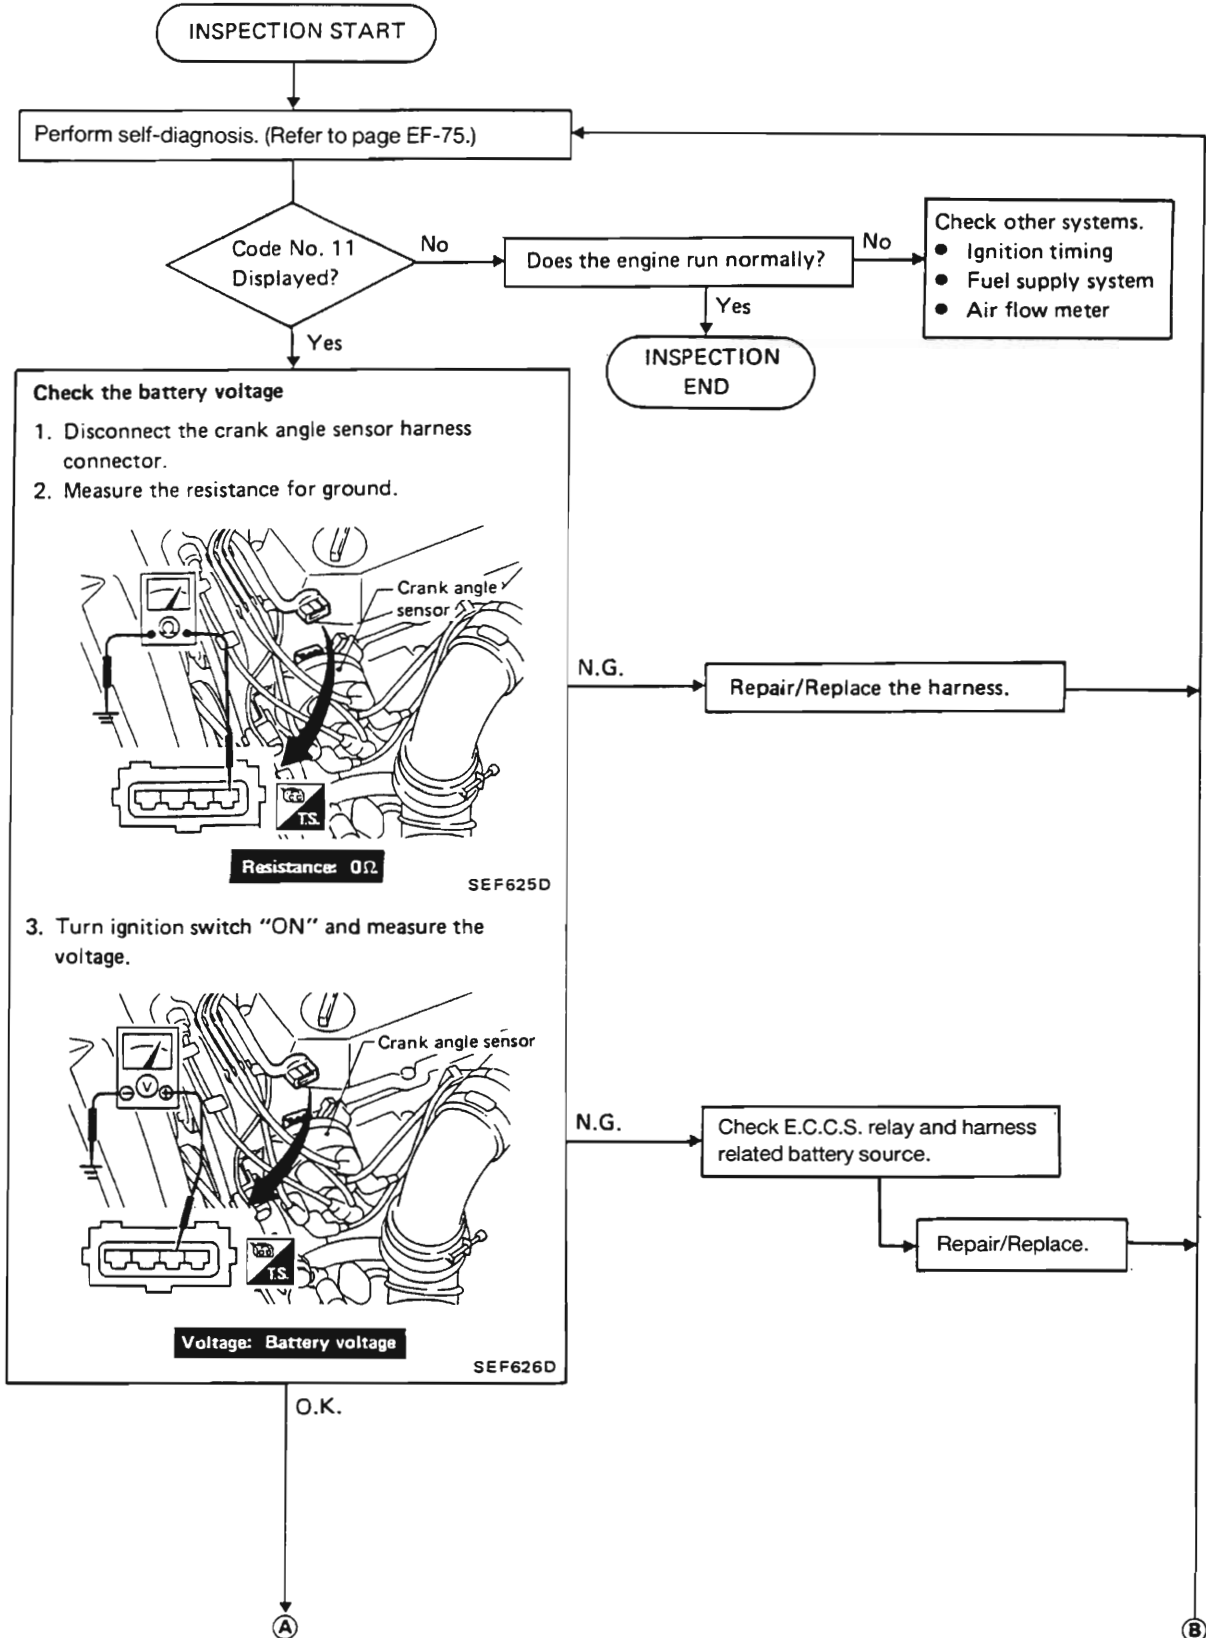 INSPECTION START
Perform self-diagnosis. (Refer to page EF-75.)
Code No. 11
Displayed?
No
Does the engine run normally?
No
Check other systems.
● Ignition timing
● Fuel supply system
● Air flow meter
Yes
INSPECTION
END
Yes
Check the battery voltage
1. Disconnect the crank angle sensor harness
connector.
2. Measure the resistance for ground.
Crank angle
sensor
Ω
T.S.
Resistance: 0Ω
SEF625D
N.G.
Repair/Replace the harness.
3. Turn ignition switch "ON" and measure the
voltage.
Crank angle sensor
V
T.S.
Voltage: Battery voltage
SEF626D
N.G.
Check E.C.C.S. relay and harness
related battery source.
Repair/Replace.
O.K.
A
B